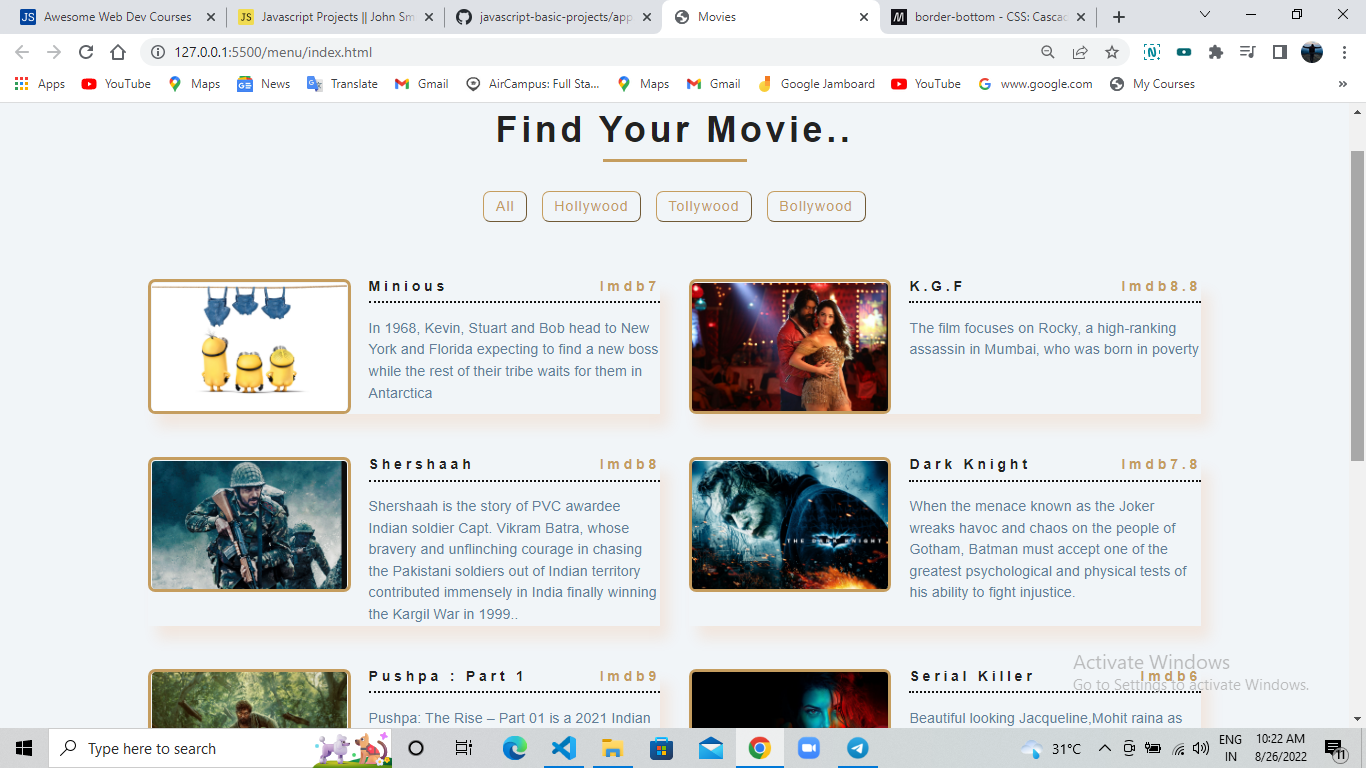 Awesome Web Dev Courses
Javascript Projects || John Sm
javascript-basic-projects/app
Movies
border-bottom - CSS: Cascad
127.0.0.1:5500/menu/index.html
Apps YouTube Maps News Translate Gmail AirCampus: Full Sta... Maps Gmail Google Jamboard YouTube www.google.com My Courses »
Find Your Movie..
All Hollywood Tollywood Bollywood
Minious Imdb7
In 1968, Kevin, Stuart and Bob head to New
York and Florida expecting to find a new boss
while the rest of their tribe waits for them in
Antarctica
K.G.F Imdb8.8
The film focuses on Rocky, a high-ranking
assassin in Mumbai, who was born in poverty
Shershaah Imdb8
Shershaah is the story of PVC awardee
Indian soldier Capt. Vikram Batra, whose
bravery and unflinching courage in chasing
the Pakistani soldiers out of Indian territory
contributed immensely in India finally winning
the Kargil War in 1999..
THE DARK KNIGHT
Dark Knight Imdb7.8
When the menace known as the Joker
wreaks havoc and chaos on the people of
Gotham, Batman must accept one of the
greatest psychological and physical tests of
his ability to fight injustice.
Pushpa : Part 1 Imdb9
Pushpa: The Rise – Part 01 is a 2021 Indian
Serial Killer Imdb6
Beautiful looking Jacqueline,Mohit raina as
Activate Windows
Go to Settings to activate Windows.
Type here to search
31°C
ENG
IN
10:22 AM
8/26/2022
11